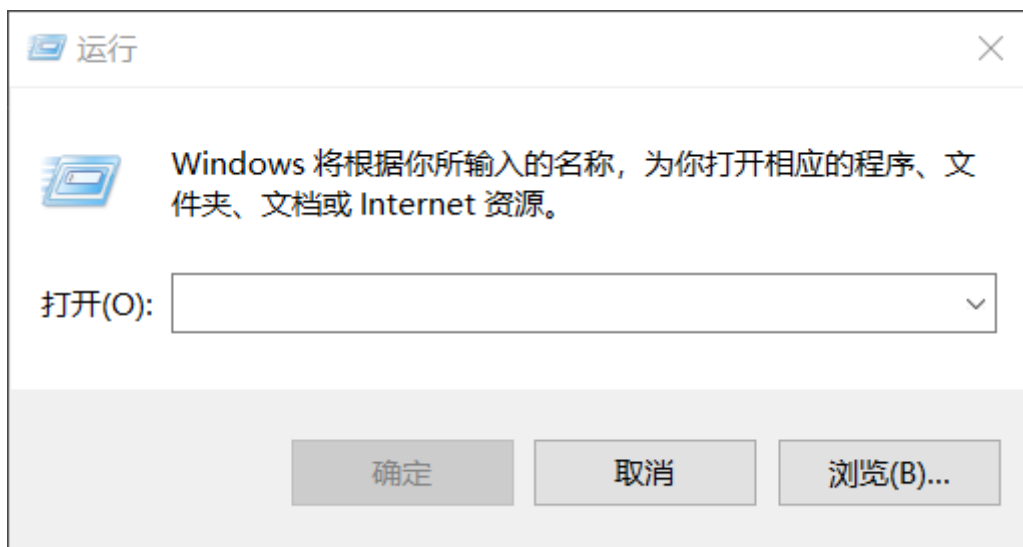 运行
Windows 将根据你所输入的名称，为你打开相应的程序、文
件夹、文档或 Internet 资源。
打开(O):
确定
取消
浏览(B)...